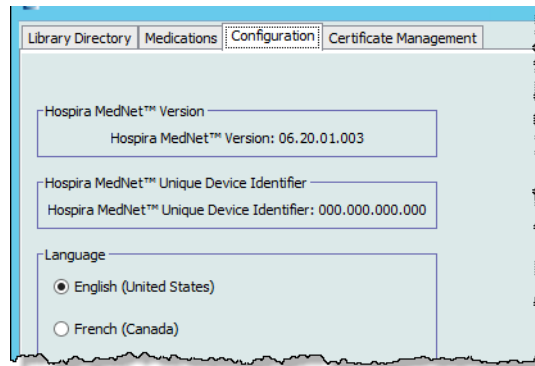 Library Directory Medications Configuration Certificate Management
Hospira MedNet™ Version
Hospira MedNet™ Version: 06.20.01.003
Hospira MedNet™ Unique Device Identifier
Hospira MedNet™ Unique Device Identifier: 000.000.000.000
Language
English (United States)
French (Canada)